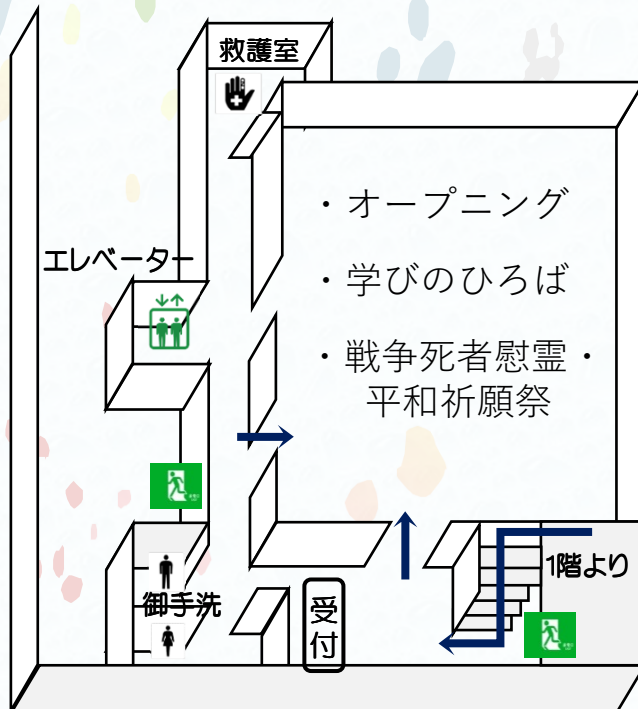 救護室
・オープニング
・学びのひろば
エレベーター
・戦争死者慰霊・
平和祈願祭
1階より
御手洗
受付